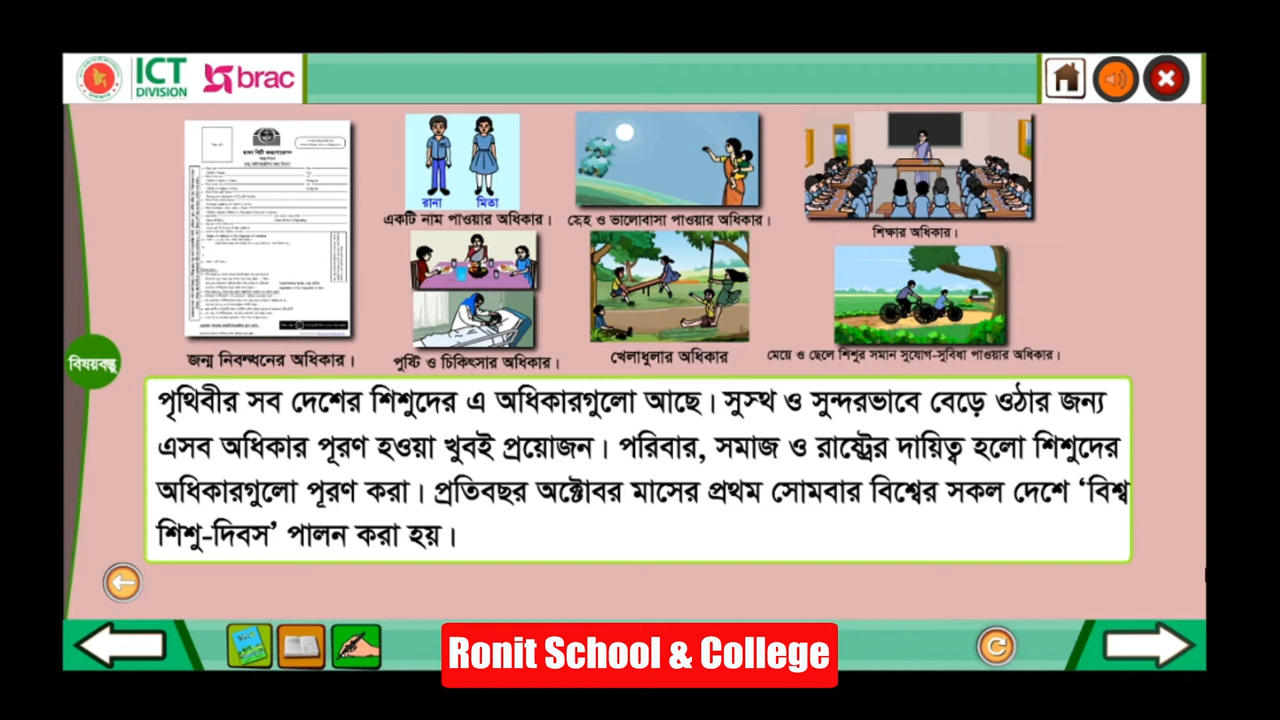 ICT
DIVISION
brac
রানা
মিতা
একটি নাম পাওয়ার অধিকার।
স্নেহ ও ভালোবাসা পাওয়ার অধিকার।
শিক্ষার অধিকার।
জন্ম নিবন্ধনের অধিকার।
পুষ্টি ও চিকিৎসার অধিকার।
খেলাধুলার অধিকার
মেয়ে ও ছেলে শিশুর সমান সুযোগ-সুবিধা পাওয়ার অধিকার।
বিষয়বস্তু
পৃথিবীর সব দেশের শিশুদের এ অধিকারগুলো আছে। সুস্থ ও সুন্দরভাবে বেড়ে ওঠার জন্য
এসব অধিকার পূরণ হওয়া খুবই প্রয়োজন। পরিবার, সমাজ ও রাষ্ট্রের দায়িত্ব হলো শিশুদের
অধিকারগুলো পূরণ করা। প্রতিবছর অক্টোবর মাসের প্রথম সোমবার বিশ্বের সকল দেশে ‘বিশ্ব
শিশু-দিবস’ পালন করা হয়।
Ronit School & College